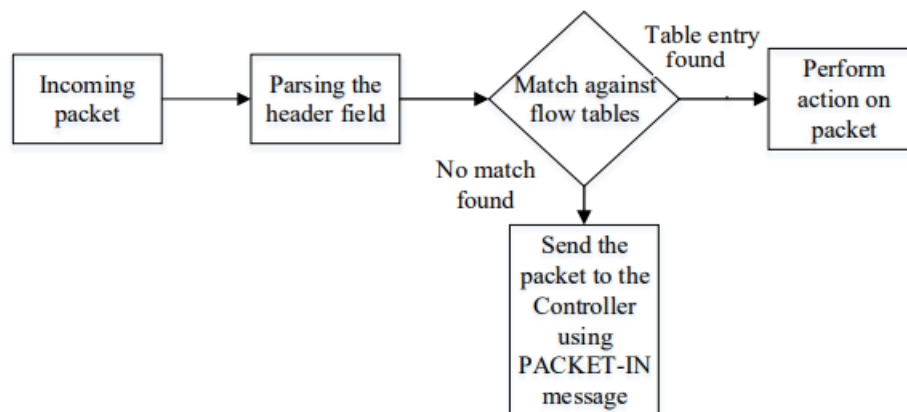 Incoming
packet
Parsing the
header field
Match against
flow tables
Table entry
found
Perform
action on
packet
No match
found
Send the
packet to the
Controller
using
PACKET-IN
message